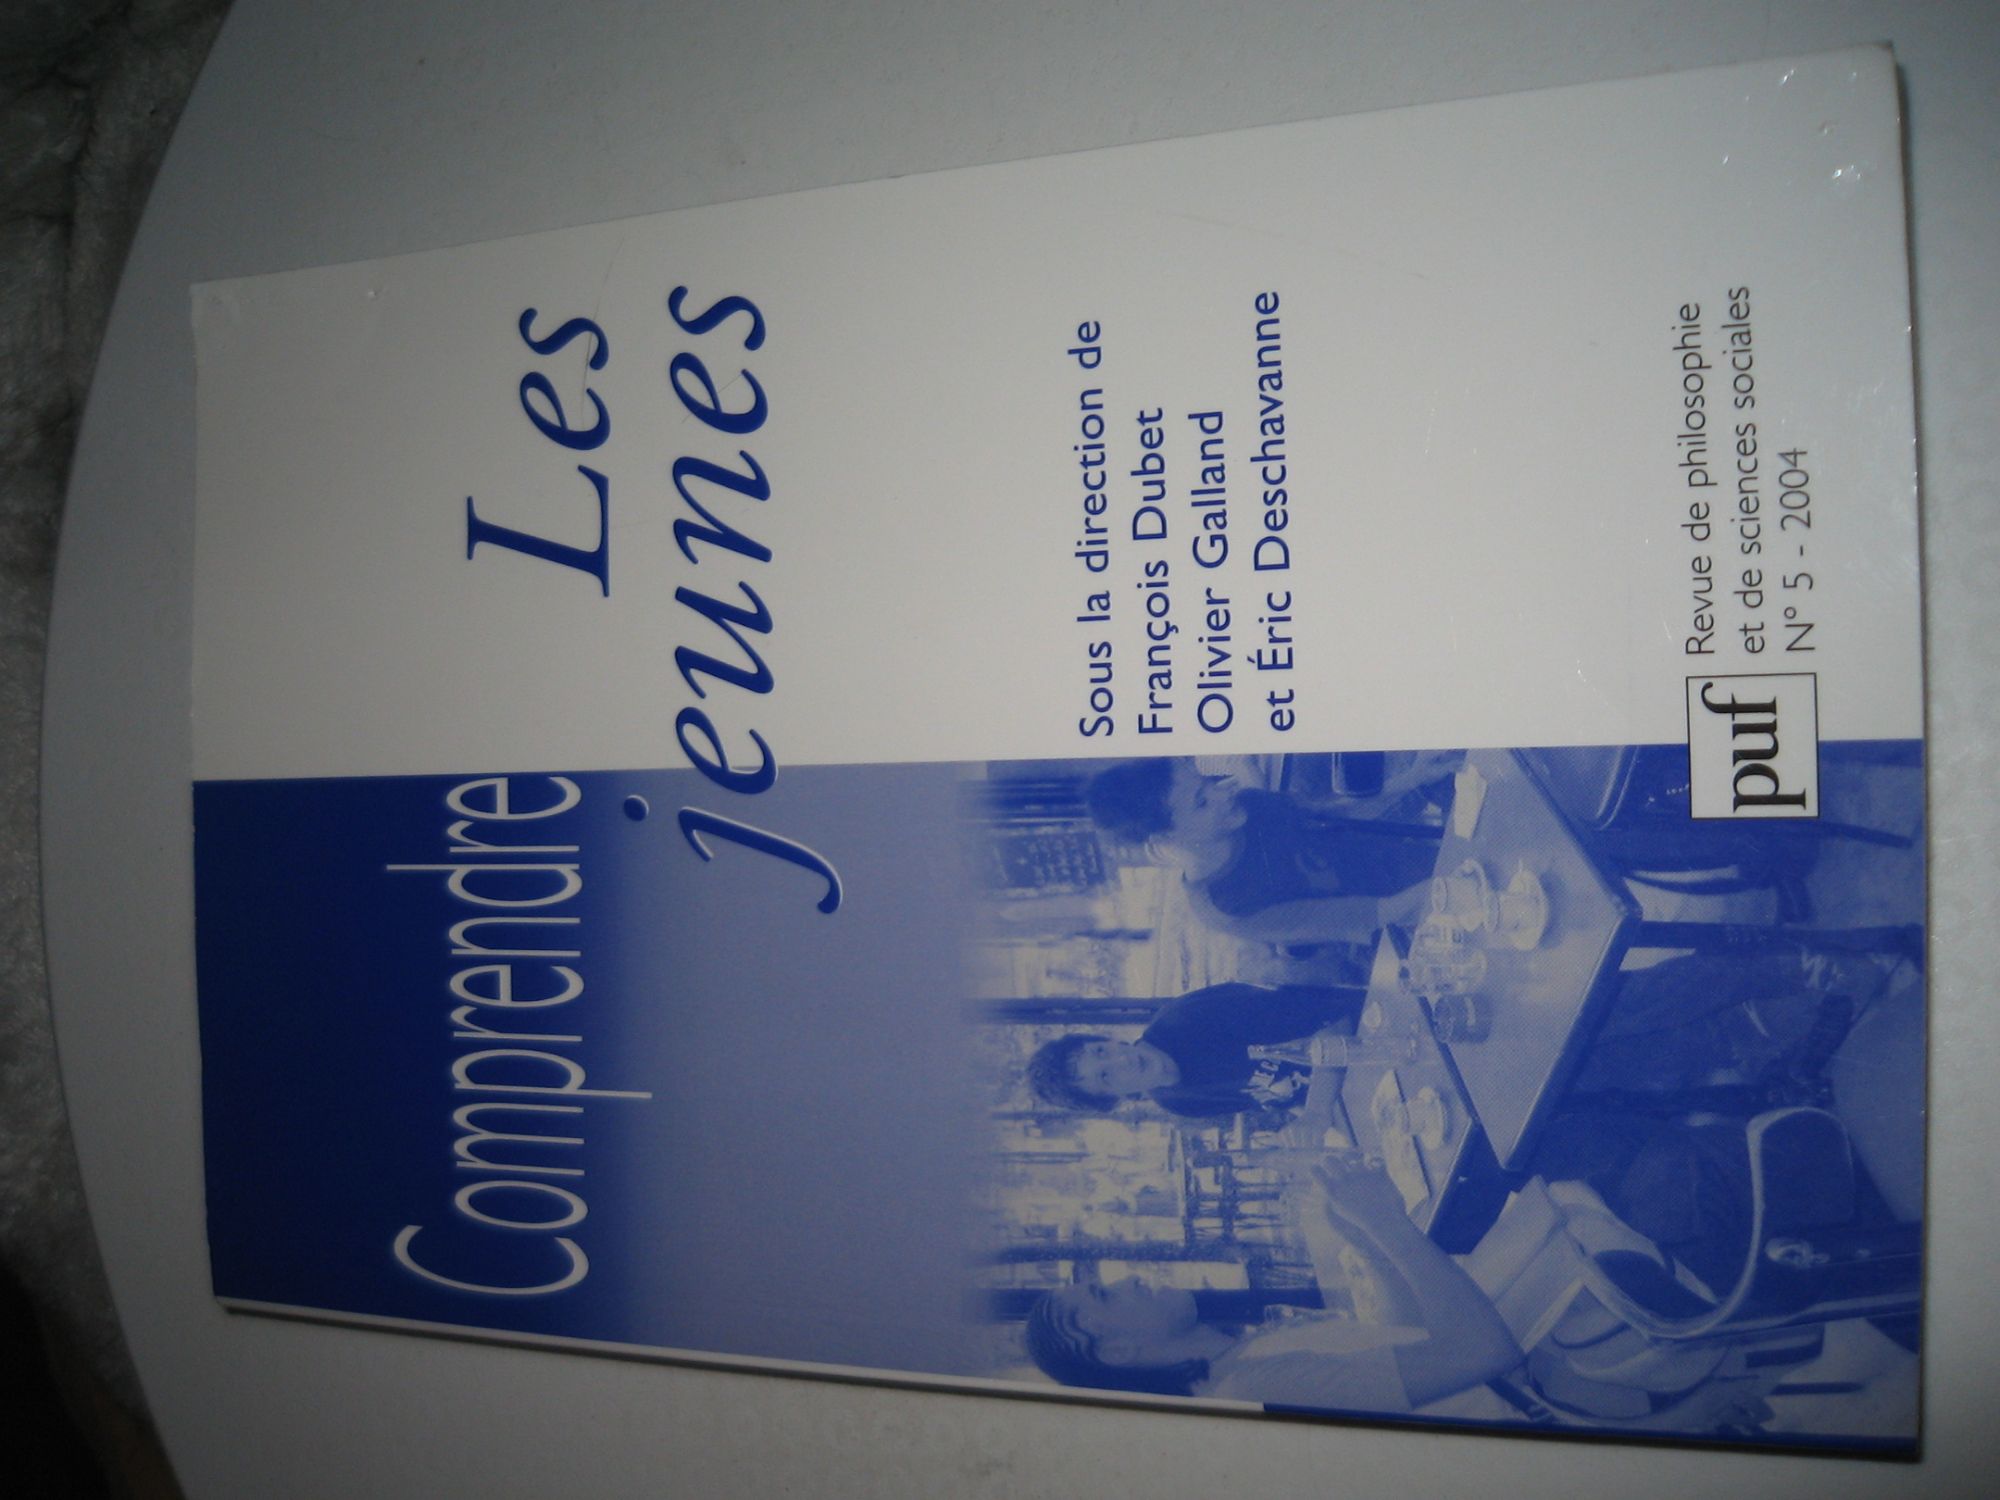 Comprendre
Les
jeunes
Sous la direction de
François Dubet
Olivier Galland
et Éric Deschavanne
puf
Revue de philosophie
et de sciences sociales
N° 5 - 2004